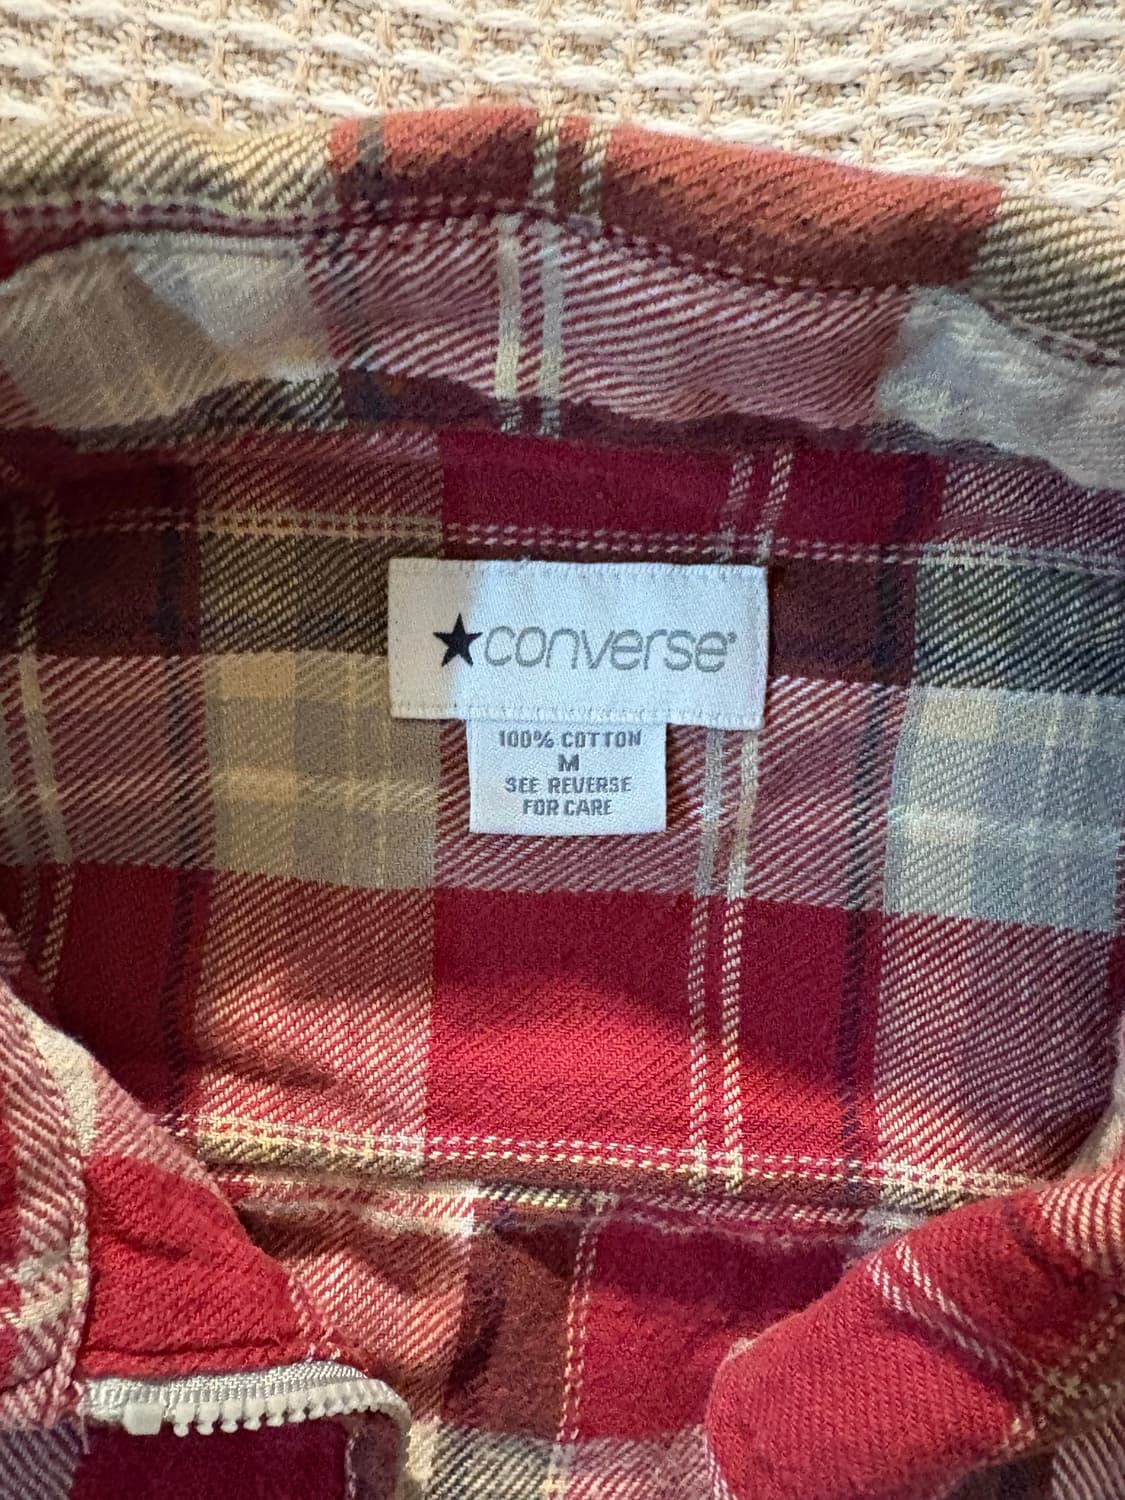 ★converse®
100% COTTON
M
SEE REVERSE
FOR CARE